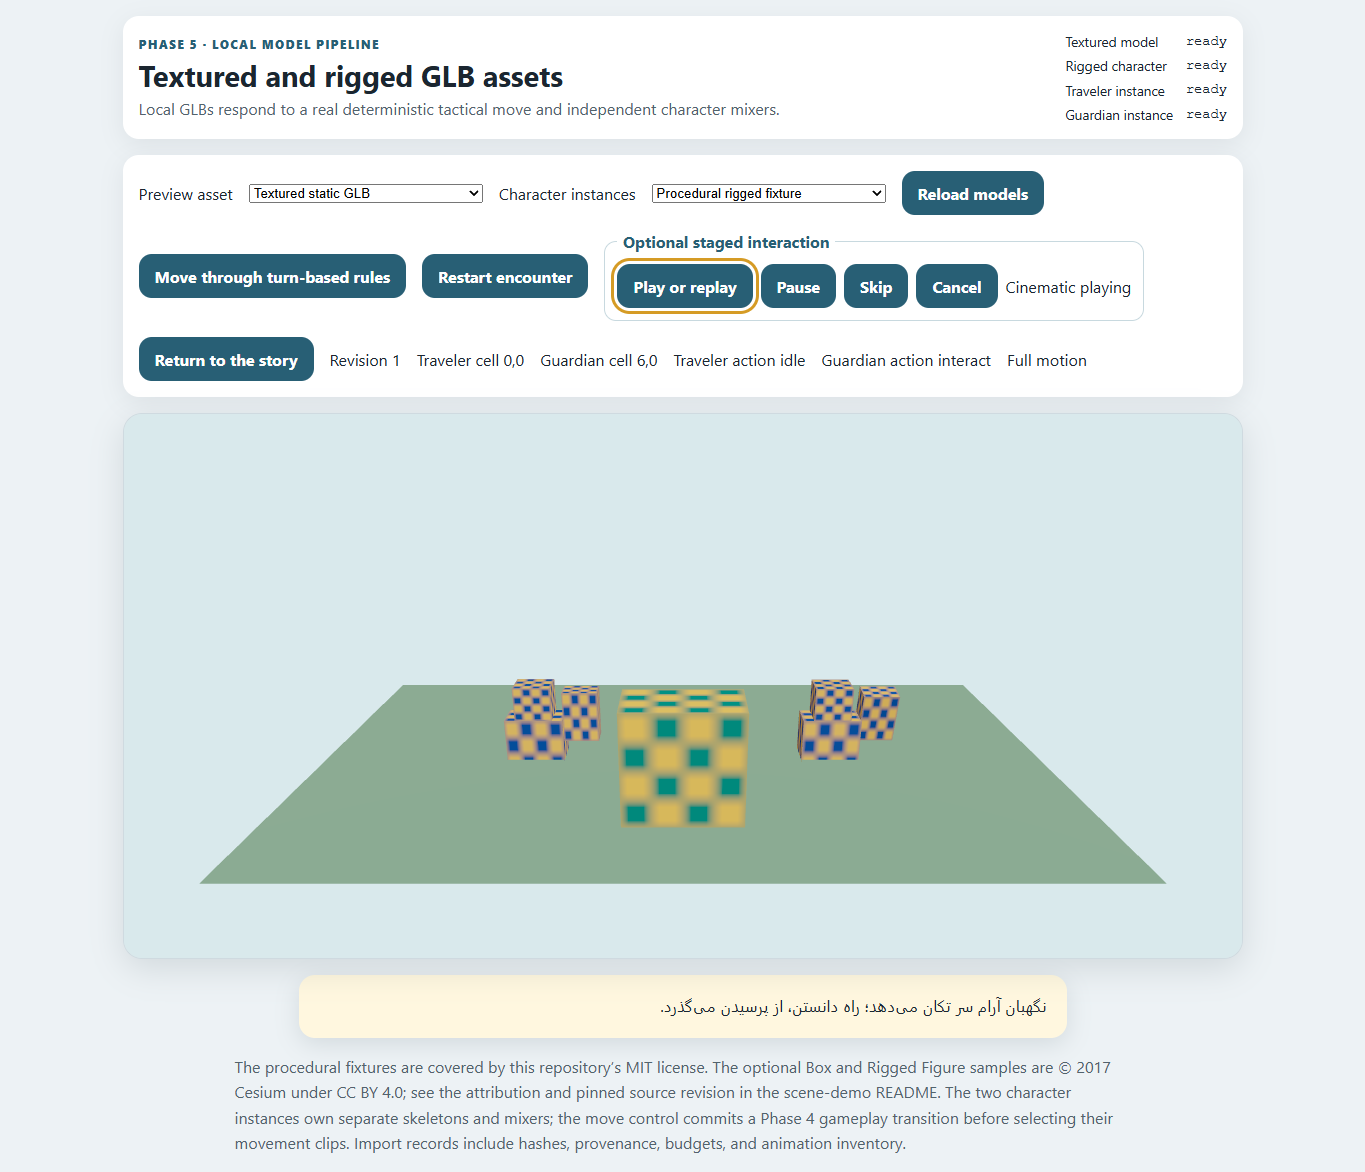 PHASE 5 · LOCAL MODEL PIPELINE
Textured and rigged GLB assets
Local GLBs respond to a real deterministic tactical move and independent character mixers.
Textured model ready
Rigged character ready
Traveler instance ready
Guardian instance ready
Preview asset Textured static GLB Character instances Procedural rigged fixture Reload models
Optional staged interaction
Move through turn-based rules Restart encounter Play or replay Pause Skip Cancel Cinematic playing
Return to the story Revision 1 Traveler cell 0,0 Guardian cell 6,0 Traveler action idle Guardian action interact Full motion
نگهبان آرام سر تکان می‌دهد؛ راه دانستن، از پرسیدن می‌گذرد.
The procedural fixtures are covered by this repository's MIT license. The optional Box and Rigged Figure samples are © 2017
Cesium under CC BY 4.0; see the attribution and pinned source revision in the scene-demo README. The two character
instances own separate skeletons and mixers; the move control commits a Phase 4 gameplay transition before selecting their
movement clips. Import records include hashes, provenance, budgets, and animation inventory.